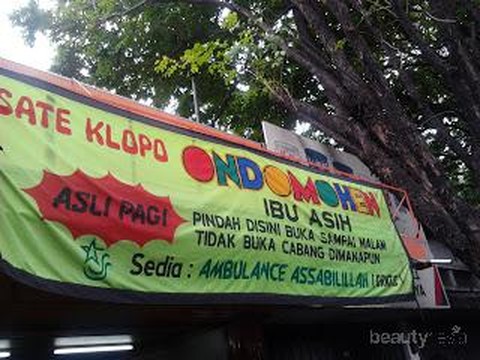 SATE KLOPO
ONDOMOHEN
IBU ASIH
ASLI PAGI
PINDAH DISINI BUKA SAMPAI MALAM
TIDAK BUKA CABANG DIMANAPUN
Sedia : AMBULANCE ASSABILILLAH
beauty